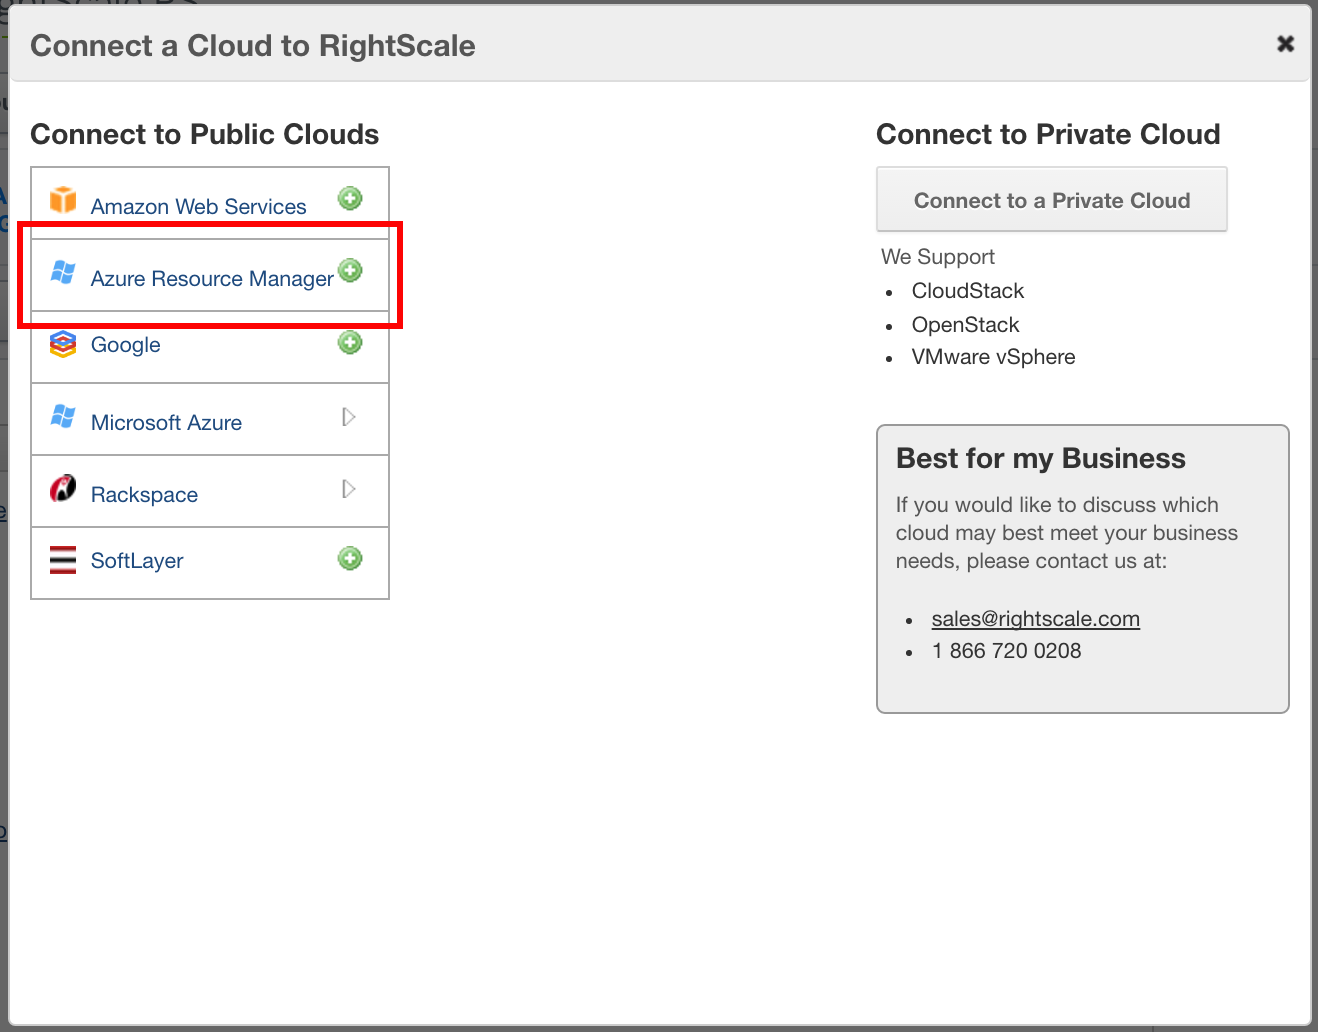 Connect a Cloud to RightScale
Connect to Public Clouds
Amazon Web Services
Azure Resource Manager
Google
Microsoft Azure
Rackspace
SoftLayer
Connect to Private Cloud
Connect to a Private Cloud
We Support
CloudStack
OpenStack
VMware vSphere
Best for my Business
If you would like to discuss which
cloud may best meet your business
needs, please contact us at:
sales@rightscale.com
1 866 720 0208